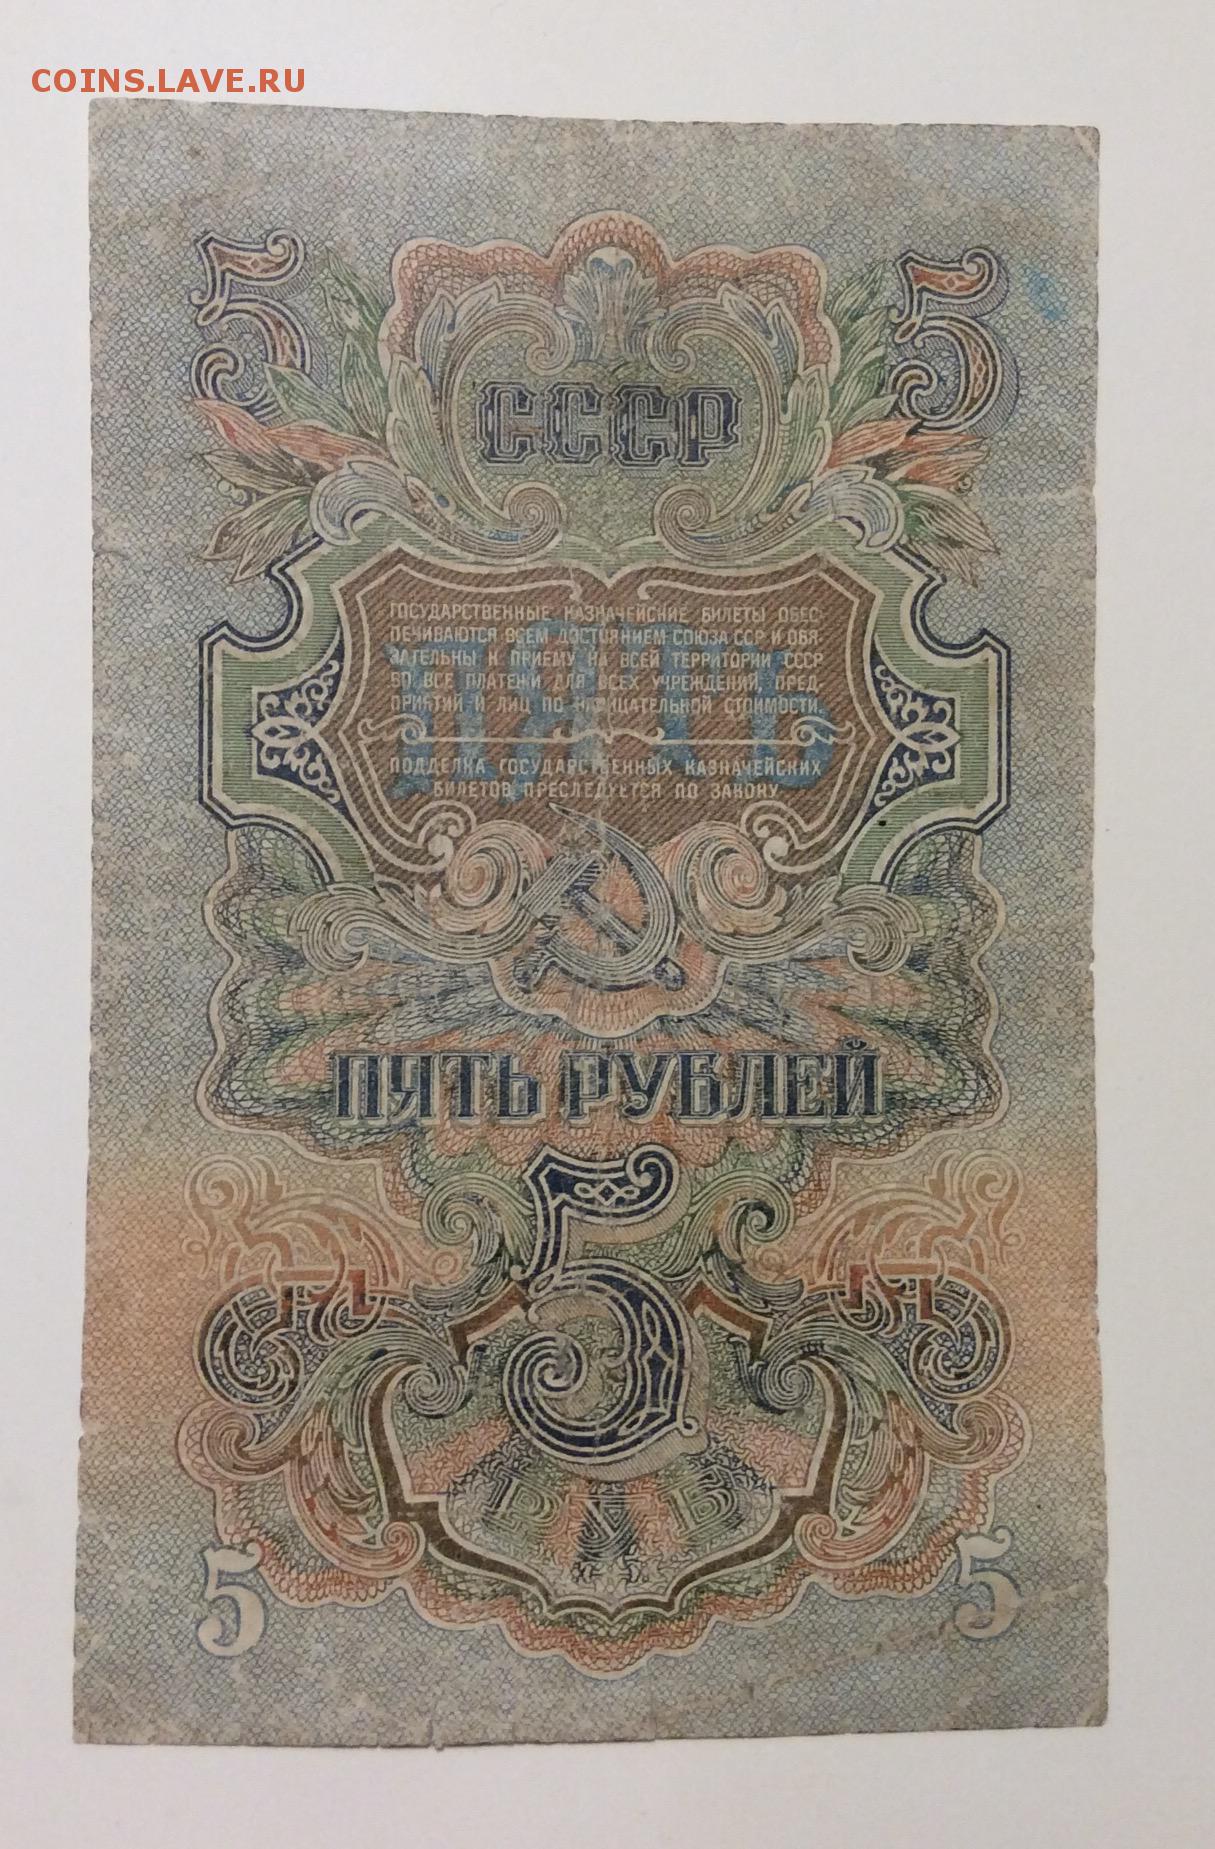 COINS.LAVE.RU
5 5
СССР
ГОСУДАРСТВЕННЫЕ КАЗНАЧЕЙСКИЕ БИЛЕТЫ ОБЕС-
ПЕЧИВАЮТСЯ ВСЕМ ДОСТОЯНИЕМ СОЮЗА ССР И ОБЯ-
ЗАТЕЛЬНЫ К ПРИЕМУ НА ВСЕЙ ТЕРРИТОРИИ СССР
ВО ВСЕ ПЛАТЕЖИ ДЛЯ ВСЕХ УЧРЕЖДЕНИЙ, ПРЕД
ПРИЯТИЙ И ЛИЦ ПО НАРИЦАТЕЛЬНОЙ СТОИМОСТИ.
ПЯТЬ
ПОДДЕЛКА ГОСУДАРСТВЕННЫХ КАЗНАЧЕЙСКИХ
БИЛЕТОВ ПРЕСЛЕДУЕТСЯ ПО ЗАКОНУ.
ПЯТЬ РУБЛЕЙ
5
РУБ
5 5